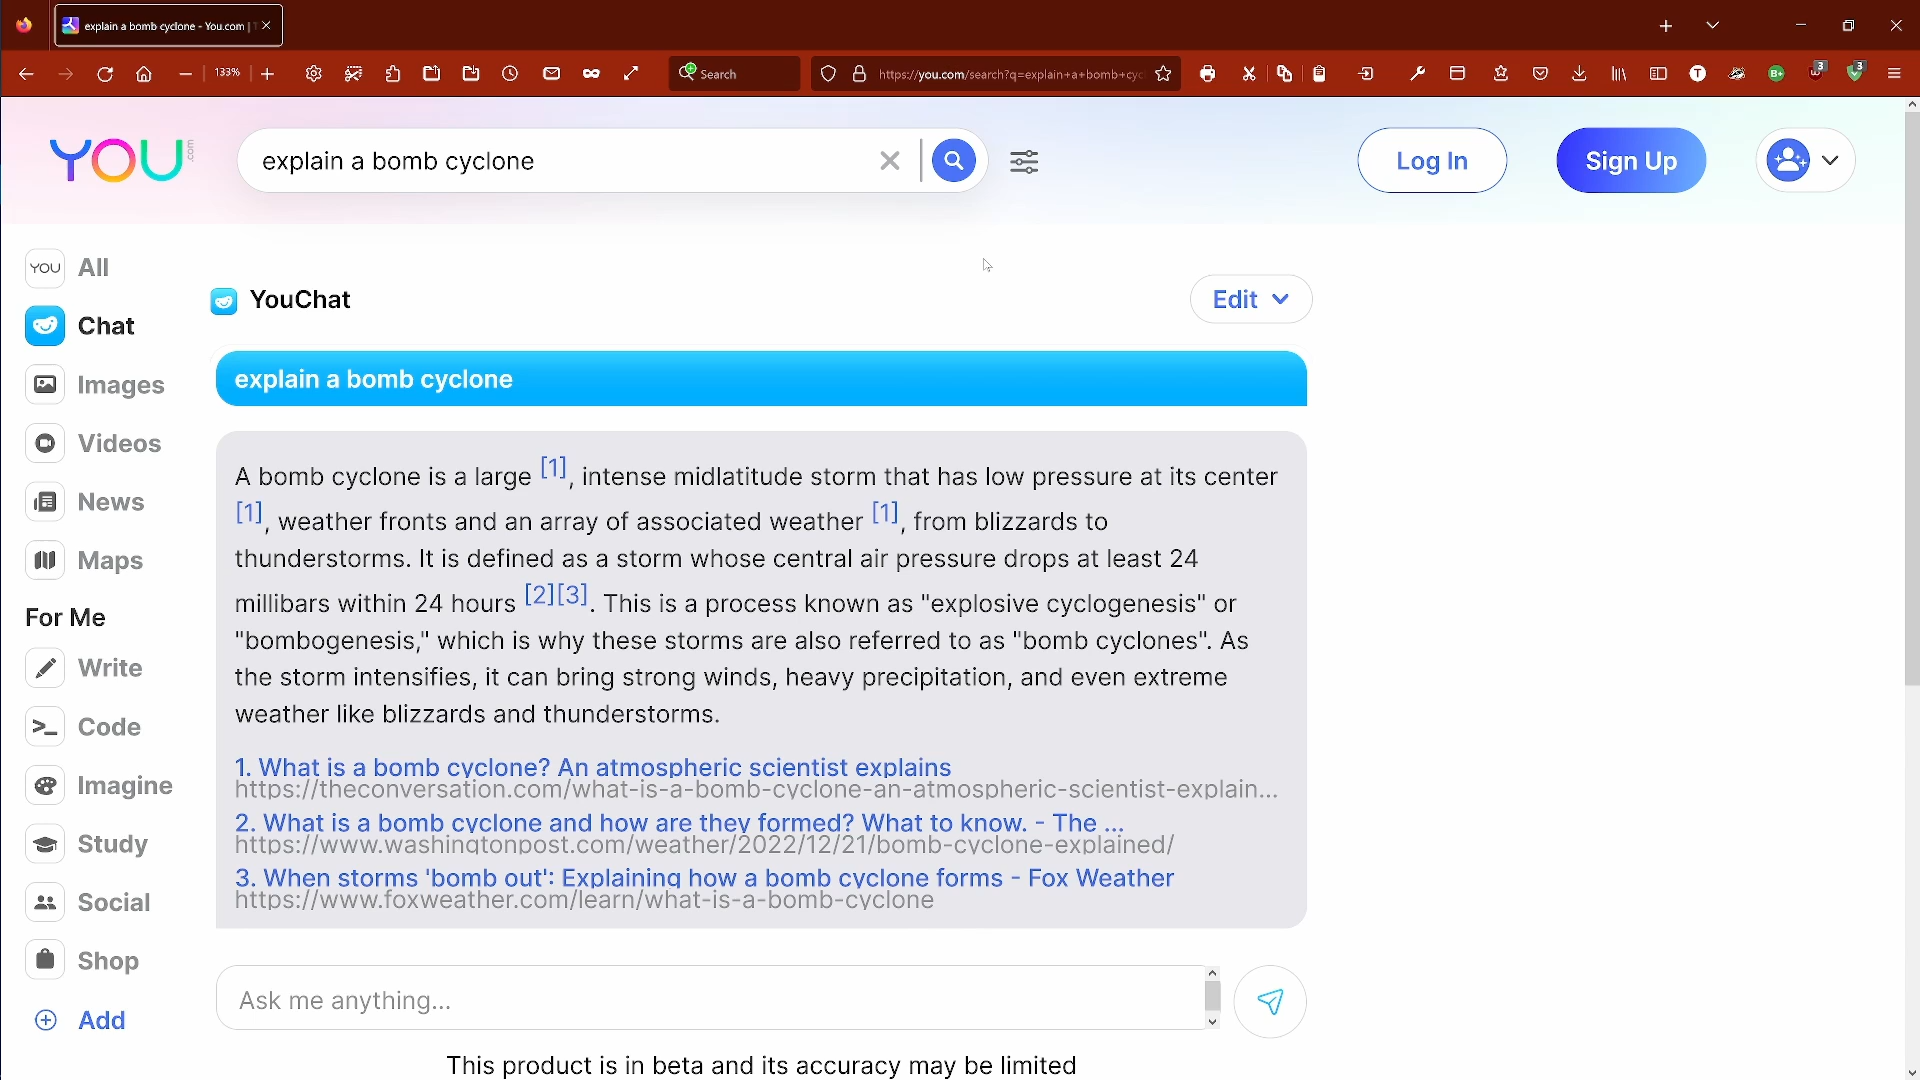 explain a bomb cyclone - You.com |
133%
Search
https://you.com/search?q=explain+a+bomb+cyc
3
3
YOU.com
explain a bomb cyclone
Log In
Sign Up
YOU All
Chat
Images
Videos
News
Maps
For Me
Write
Code
Imagine
Study
Social
Shop
Add
YouChat
Edit
explain a bomb cyclone
A bomb cyclone is a large [1], intense midlatitude storm that has low pressure at its center
[1], weather fronts and an array of associated weather [1], from blizzards to
thunderstorms. It is defined as a storm whose central air pressure drops at least 24
millibars within 24 hours [2][3]. This is a process known as "explosive cyclogenesis" or
"bombogenesis," which is why these storms are also referred to as "bomb cyclones". As
the storm intensifies, it can bring strong winds, heavy precipitation, and even extreme
weather like blizzards and thunderstorms.
1. What is a bomb cyclone? An atmospheric scientist explains
https://theconversation.com/what-is-a-bomb-cyclone-an-atmospheric-scientist-explain...
2. What is a bomb cyclone and how are they formed? What to know. - The ...
https://www.washingtonpost.com/weather/2022/12/21/bomb-cyclone-explained/
3. When storms 'bomb out': Explaining how a bomb cyclone forms - Fox Weather
https://www.foxweather.com/learn/what-is-a-bomb-cyclone
Ask me anything...
This product is in beta and its accuracy may be limited